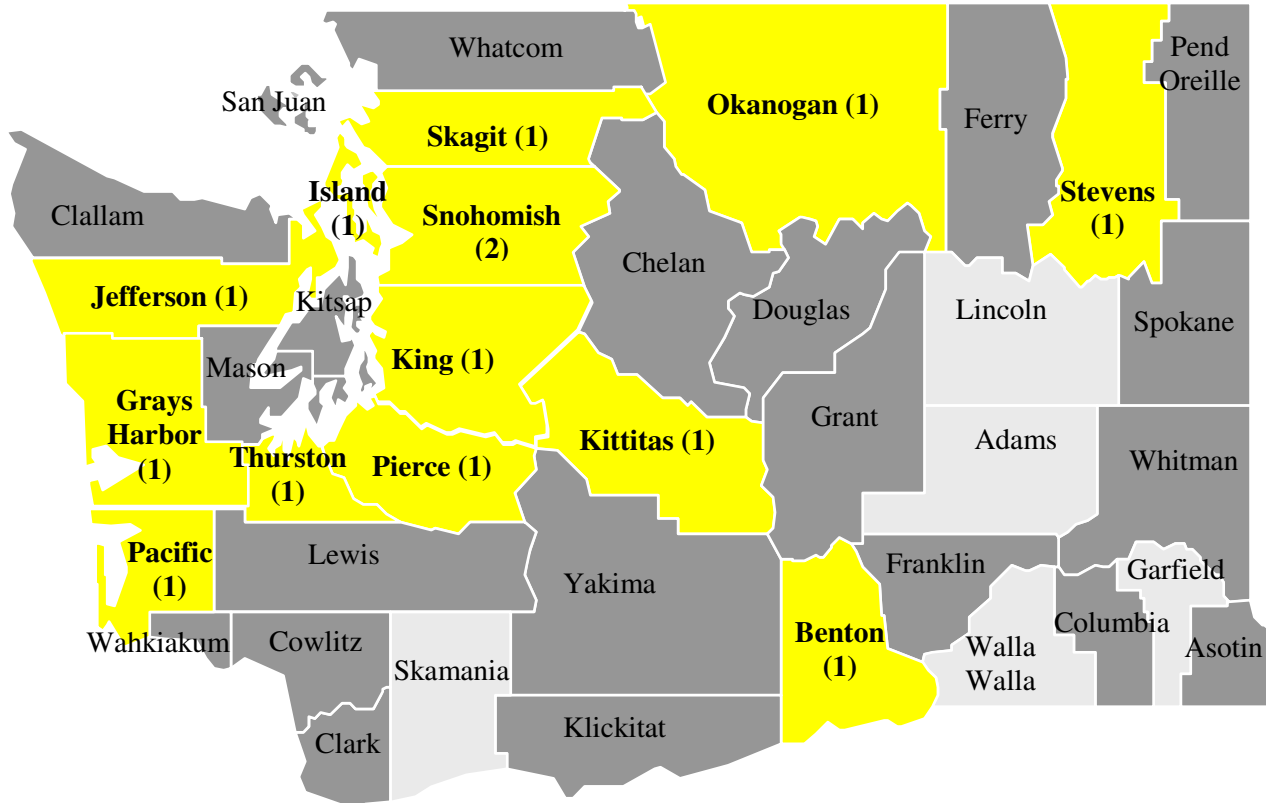 Whatcom
Pend
Oreille
San Juan
Okanogan (1)
Ferry
Skagit (1)
Island
(1)
Snohomish
(2)
Stevens
(1)
Clallam
Chelan
Jefferson (1)
Kitsap
Douglas
Lincoln
Spokane
Mason
King (1)
Grays
Harbor
(1)
Grant
Kittitas (1)
Adams
Thurston
(1)
Pierce (1)
Whitman
Pacific
(1)
Lewis
Yakima
Franklin
Garfield
Wahkiakum
Cowlitz
Skamania
Benton
(1)
Walla
Walla
Columbia
Asotin
Clark
Klickitat